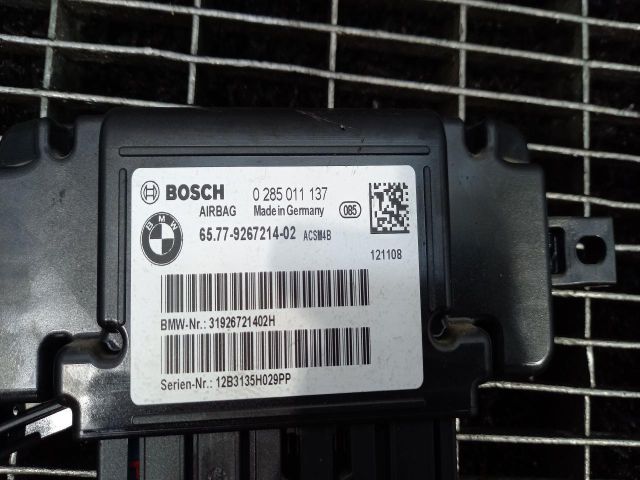 BOSCH 0 285 011 137
AIRBAG Made in Germany 085
BMW 65.77-9267214-02 ACSM4B
121108
BMW-Nr.: 31926721402H
Serien-Nr.: 12B3135H029PP